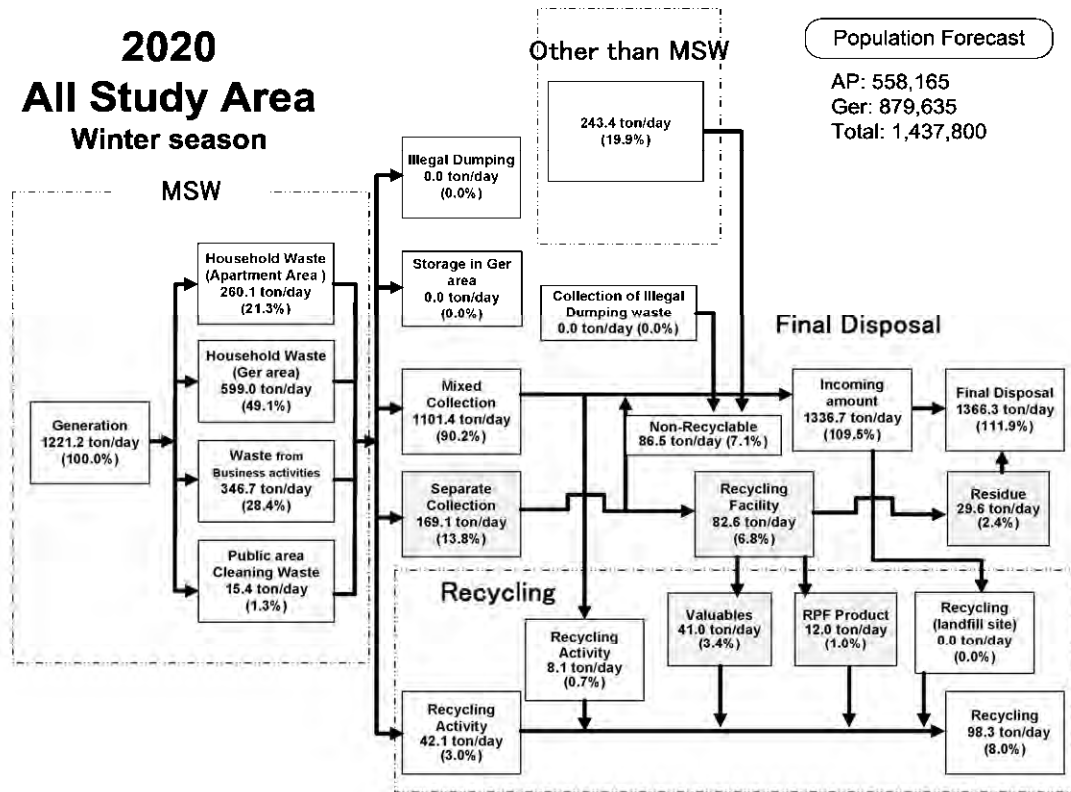 2020
All Study Area
Winter season
Other than MSW
243.4 ton/day
(19.9%)
Population Forecast
AP: 558,165
Ger: 879,635
Total: 1,437,800
MSW
Generation
1221.2 ton/day
(100.0%)
Household Waste
(Apartment Area )
260.1 ton/day
(21.3%)
Household Waste
(Ger area)
599.0 ton/day
(49.1%)
Waste from
Business activities
346.7 ton/day
(28.4%)
Public area
Cleaning Waste
15.4 ton/day
(1.3%)
Illegal Dumping
0.0 ton/day
(0.0%)
Storage in Ger
area
0.0 ton/day
(0.0%)
Collection of Illegal
Dumping waste
0.0 ton/day (0.0%)
Final Disposal
Mixed
Collection
1101.4 ton/day
(90.2%)
Non-Recyclable
86.5 ton/day (7.1%)
Incoming
amount
1336.7 ton/day
(109.5%)
Final Disposal
1366.3 ton/day
(111.9%)
Separate
Collection
169.1 ton/day
(13.8%)
Recycling
Facility
82.6 ton/day
(6.8%)
Residue
29.6 ton/day
(2.4%)
Recycling
Recycling
Activity
8.1 ton/day
(0.7%)
Valuables
41.0 ton/day
(3.4%)
RPF Product
12.0 ton/day
(1.0%)
Recycling
(landfill site)
0.0 ton/day
(0.0%)
Recycling
Activity
42.1 ton/day
(3.0%)
Recycling
98.3 ton/day
(8.0%)